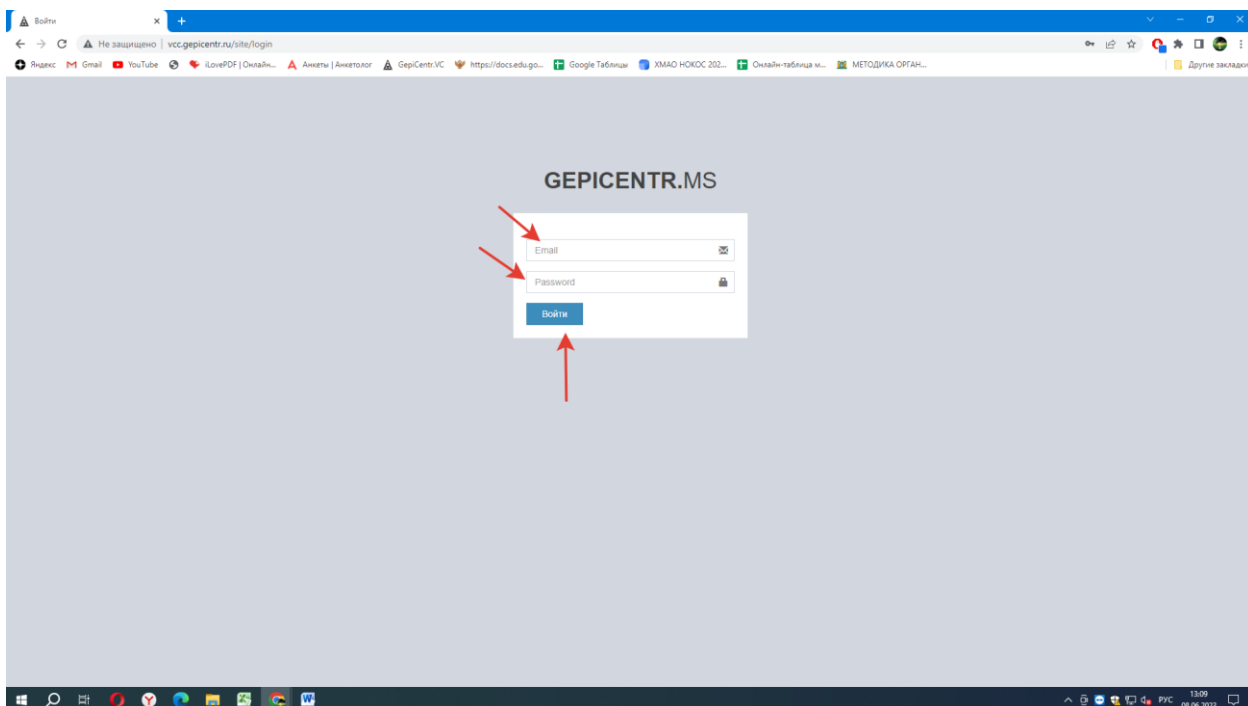 Войти
Не защищено vcc.gepicentr.ru/site/login
Яндекс Gmail YouTube iLovePDF | Онлайн... Анкеты | Анкетолог GepiCentr.VC https://docs.edu.go... Google Таблицы ХМАО НОКОС 202... Онлайн-таблица м... МЕТОДИКА ОРГАН... Другие закладки
GEPICENTR.MS
Email
Password
Войти
РУС 13:09